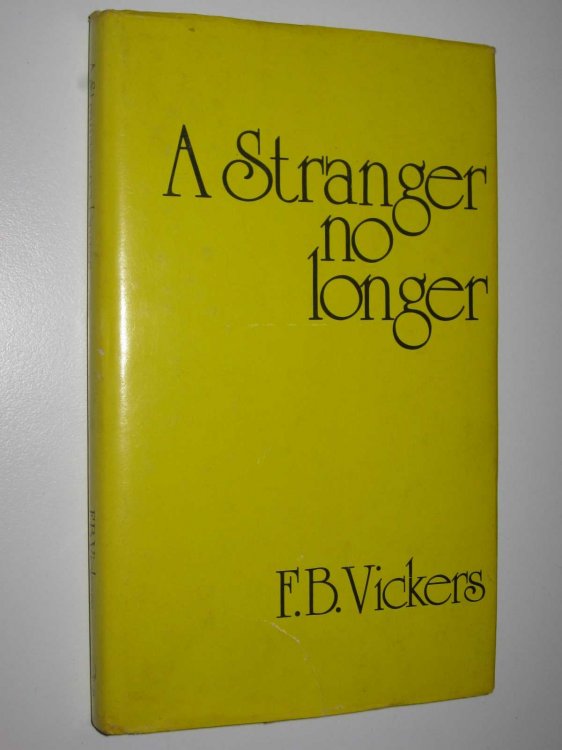 A Stranger
no
longer
F.B. Vickers